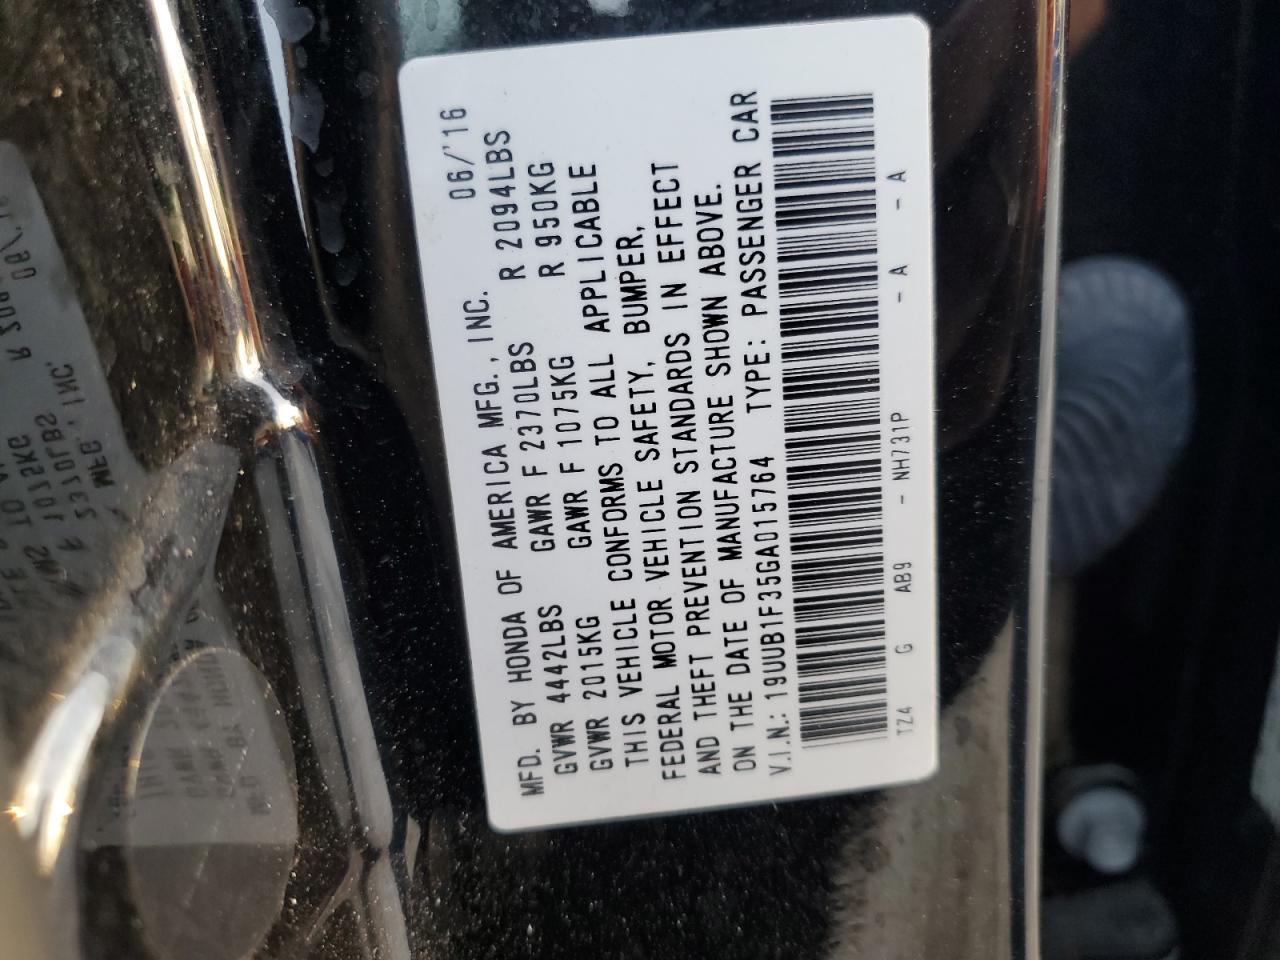 MFD. BY HONDA OF AMERICA MFG., INC. 06/'16
GVWR 4442LBS GAWR F 2370LBS R 2094LBS
GVWR 2015KG GAWR F 1075KG R 950KG
THIS VEHICLE CONFORMS TO ALL APPLICABLE
FEDERAL MOTOR VEHICLE SAFETY, BUMPER,
AND THEFT PREVENTION STANDARDS IN EFFECT
ON THE DATE OF MANUFACTURE SHOWN ABOVE.
V.I.N.: 19UUB1F35GA015764 TYPE: PASSENGER CAR
TZ4 G AB9 - NH731P - A - A